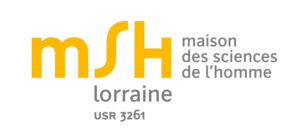 msh maison
des sciences
de l'homme
lorraine
USR 3261